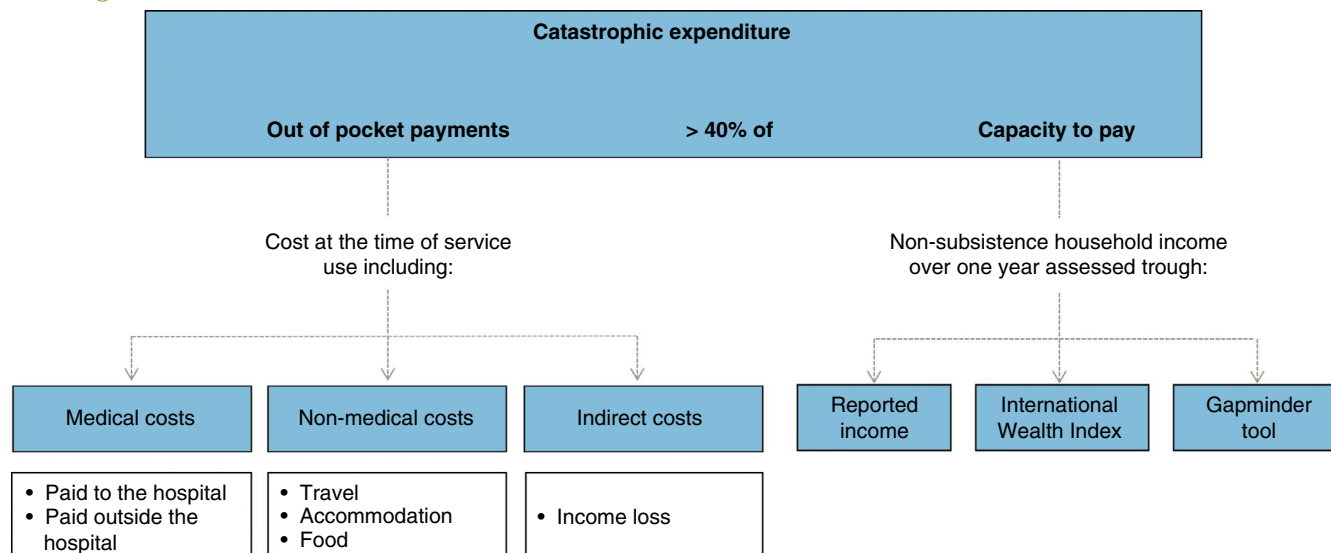 Catastrophic expenditure
Out of pocket payments > 40% of Capacity to pay
Cost at the time of service
use including:
Non-subsistence household income
over one year assessed trough:
Medical costs
Non-medical costs
Indirect costs
Reported
income
International
Wealth Index
Gapminder
tool
• Paid to the hospital
• Paid outside the
hospital
• Travel
• Accommodation
• Food
• Income loss